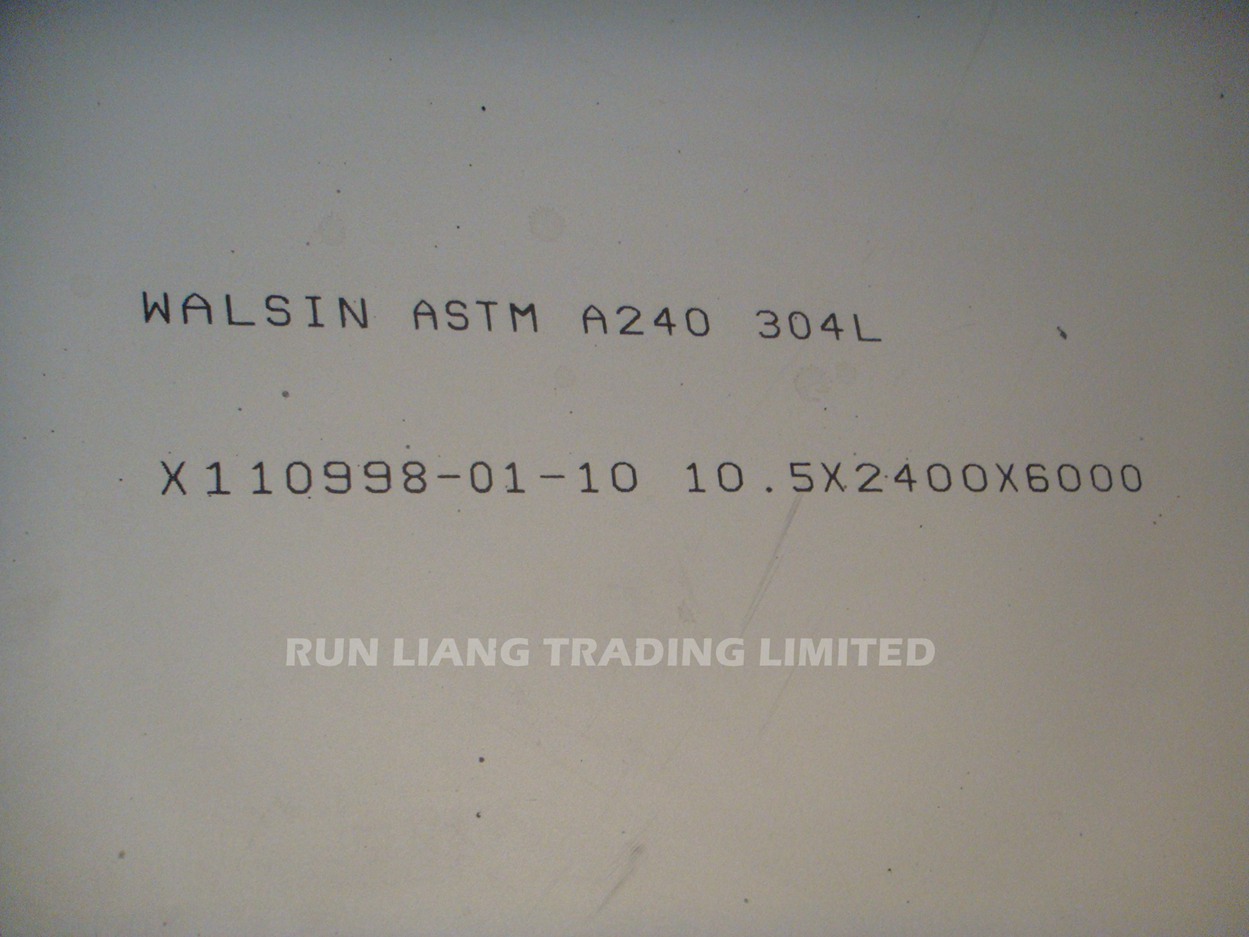 WALSIN ASTM A240 304L
X110998-01-10 10.5X2400X6000
RUN LIANG TRADING LIMITED